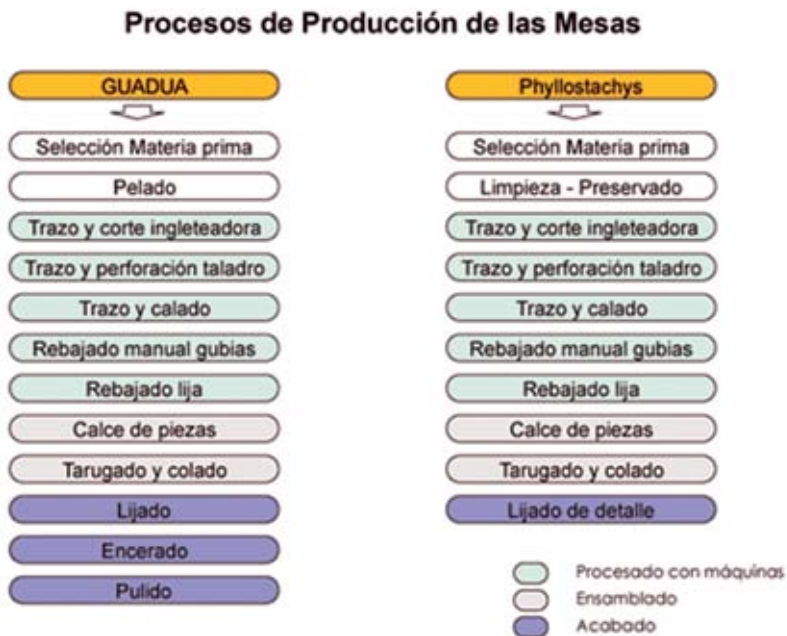 Procesos de Producción de las Mesas
GUADUA
Selección Materia prima
Pelado
Trazo y corte ingleteadora
Trazo y perforación taladro
Trazo y calado
Rebajado manual gubias
Rebajado lija
Calce de piezas
Tarugado y colado
Lijado
Encerado
Pulido
Phyllostachys
Selección Materia prima
Limpieza - Preservado
Trazo y corte ingleteadora
Trazo y perforación taladro
Trazo y calado
Rebajado manual gubias
Rebajado lija
Calce de piezas
Tarugado y colado
Lijado de detalle
Procesado con máquinas
Ensamblado
Acabado